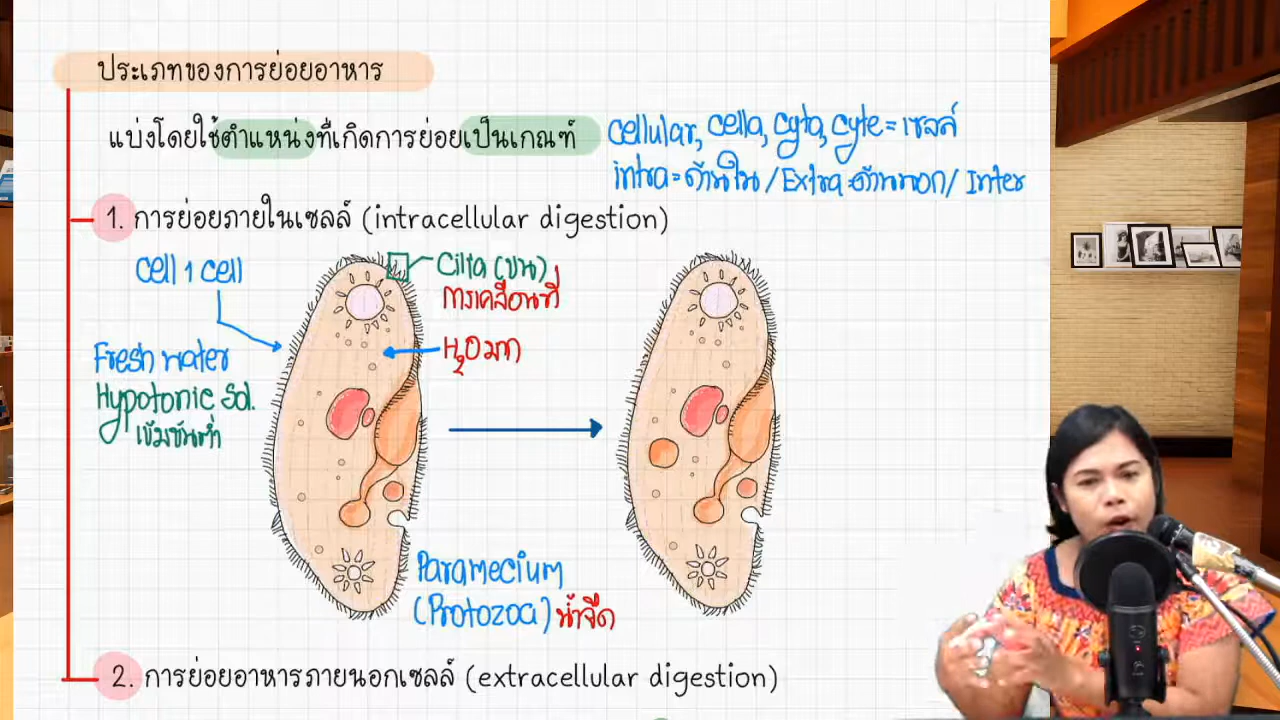 ประเภทของการย่อยอาหาร
แบ่งโดยใช้ตำแหน่งที่เกิดการย่อยเป็นเกณฑ์
Cellular, Cella, Cyta, Cyte = เซลล์
intra = ด้านใน / Extra = ด้านนอก / Inter
1. การย่อยภายในเซลล์ (intracellular digestion)
Cell 1 Cell
Cilia (ขน)
การเคลื่อนที่
H₂O มาก
Fresh water
Hypotonic Sol.
เข้มข้นต่ำ
Paramecium
(Protozoa) น้ำจืด
2. การย่อยอาหารภายนอกเซลล์ (extracellular digestion)